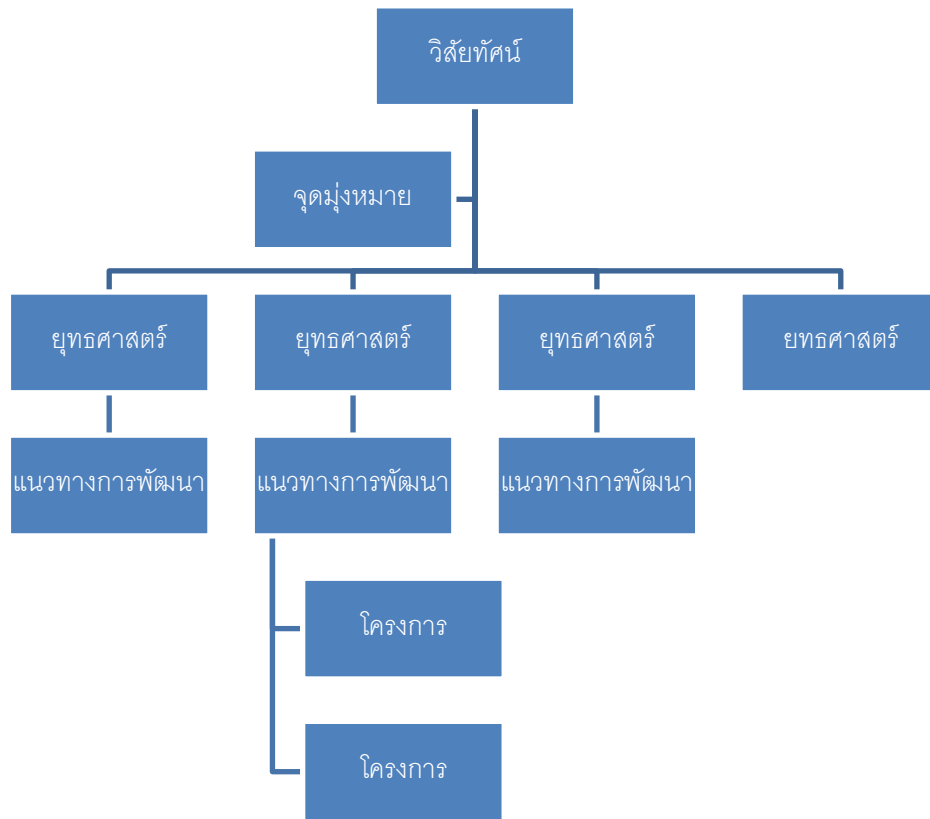 วิสัยทัศน์
จุดมุ่งหมาย
ยุทธศาสตร์
ยุทธศาสตร์
ยุทธศาสตร์
ยทธศาสตร์
แนวทางการพัฒนา
แนวทางการพัฒนา
แนวทางการพัฒนา
โครงการ
โครงการ